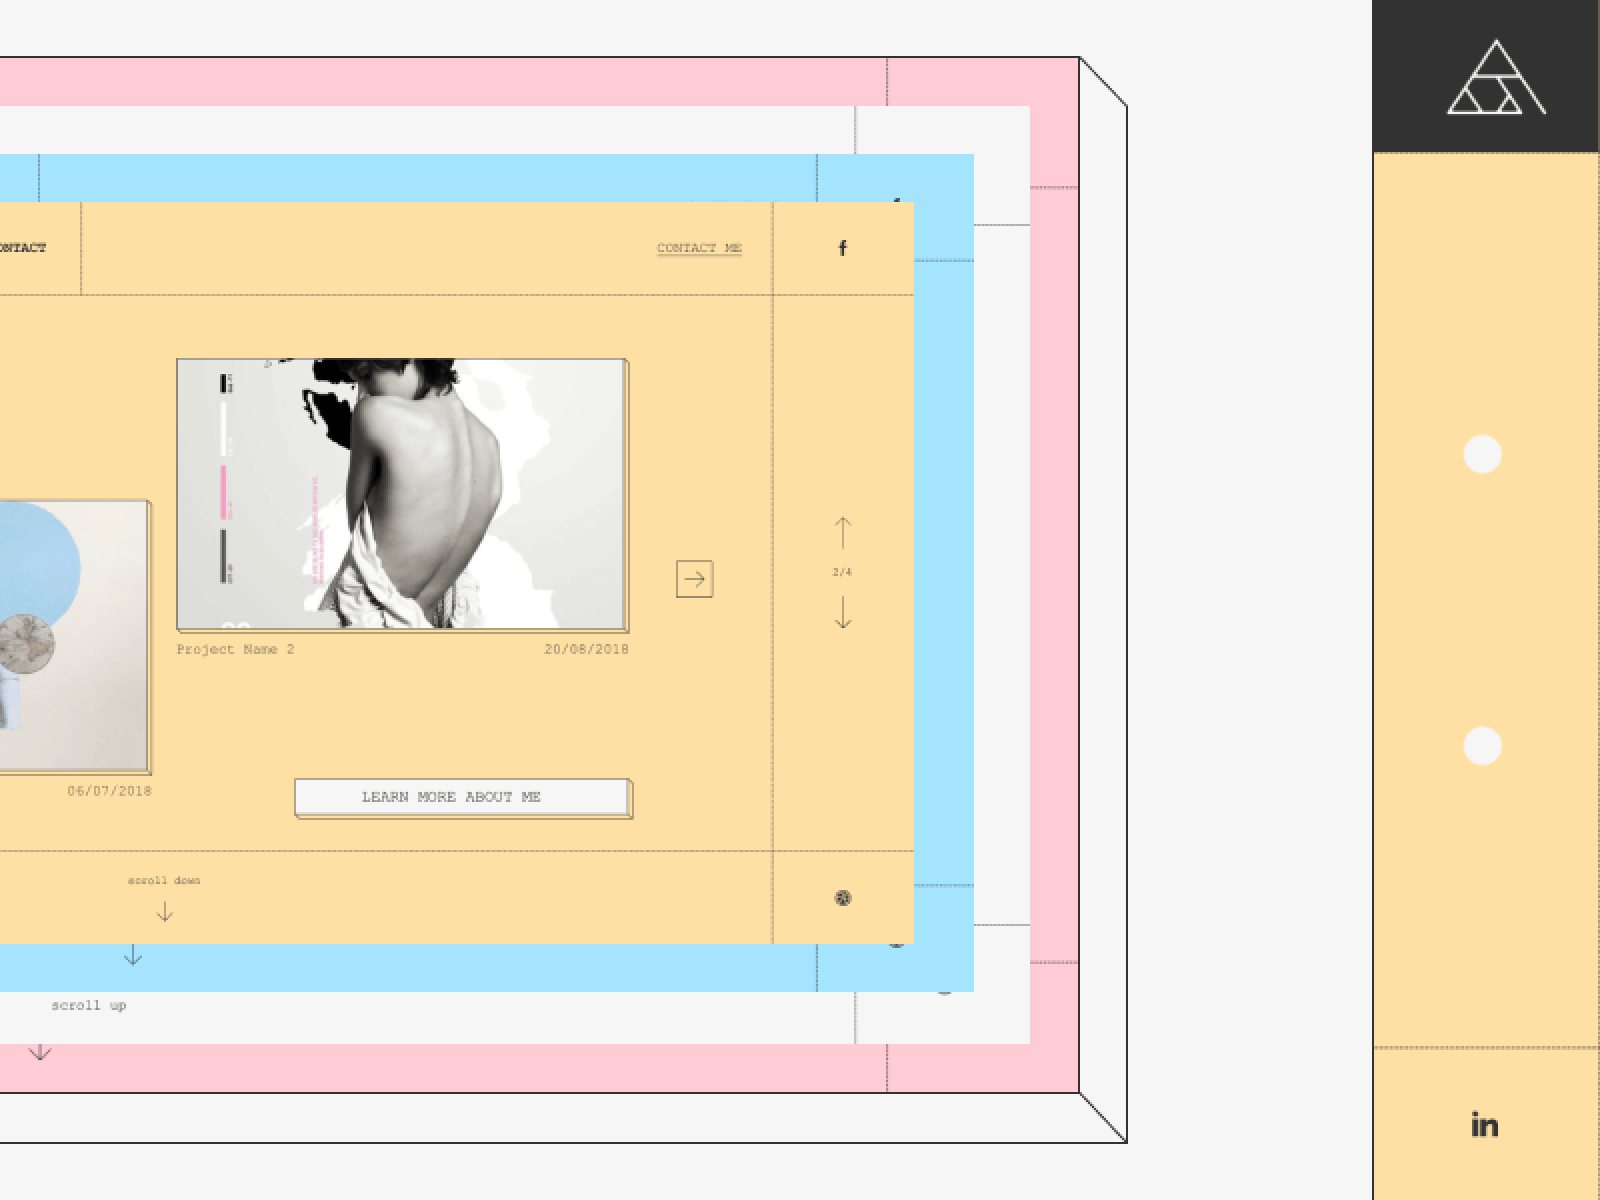 ONTACT
CONTACT ME
f
2/4
Project Name 2
20/08/2018
06/07/2018
LEARN MORE ABOUT ME
scroll down
scroll up
in